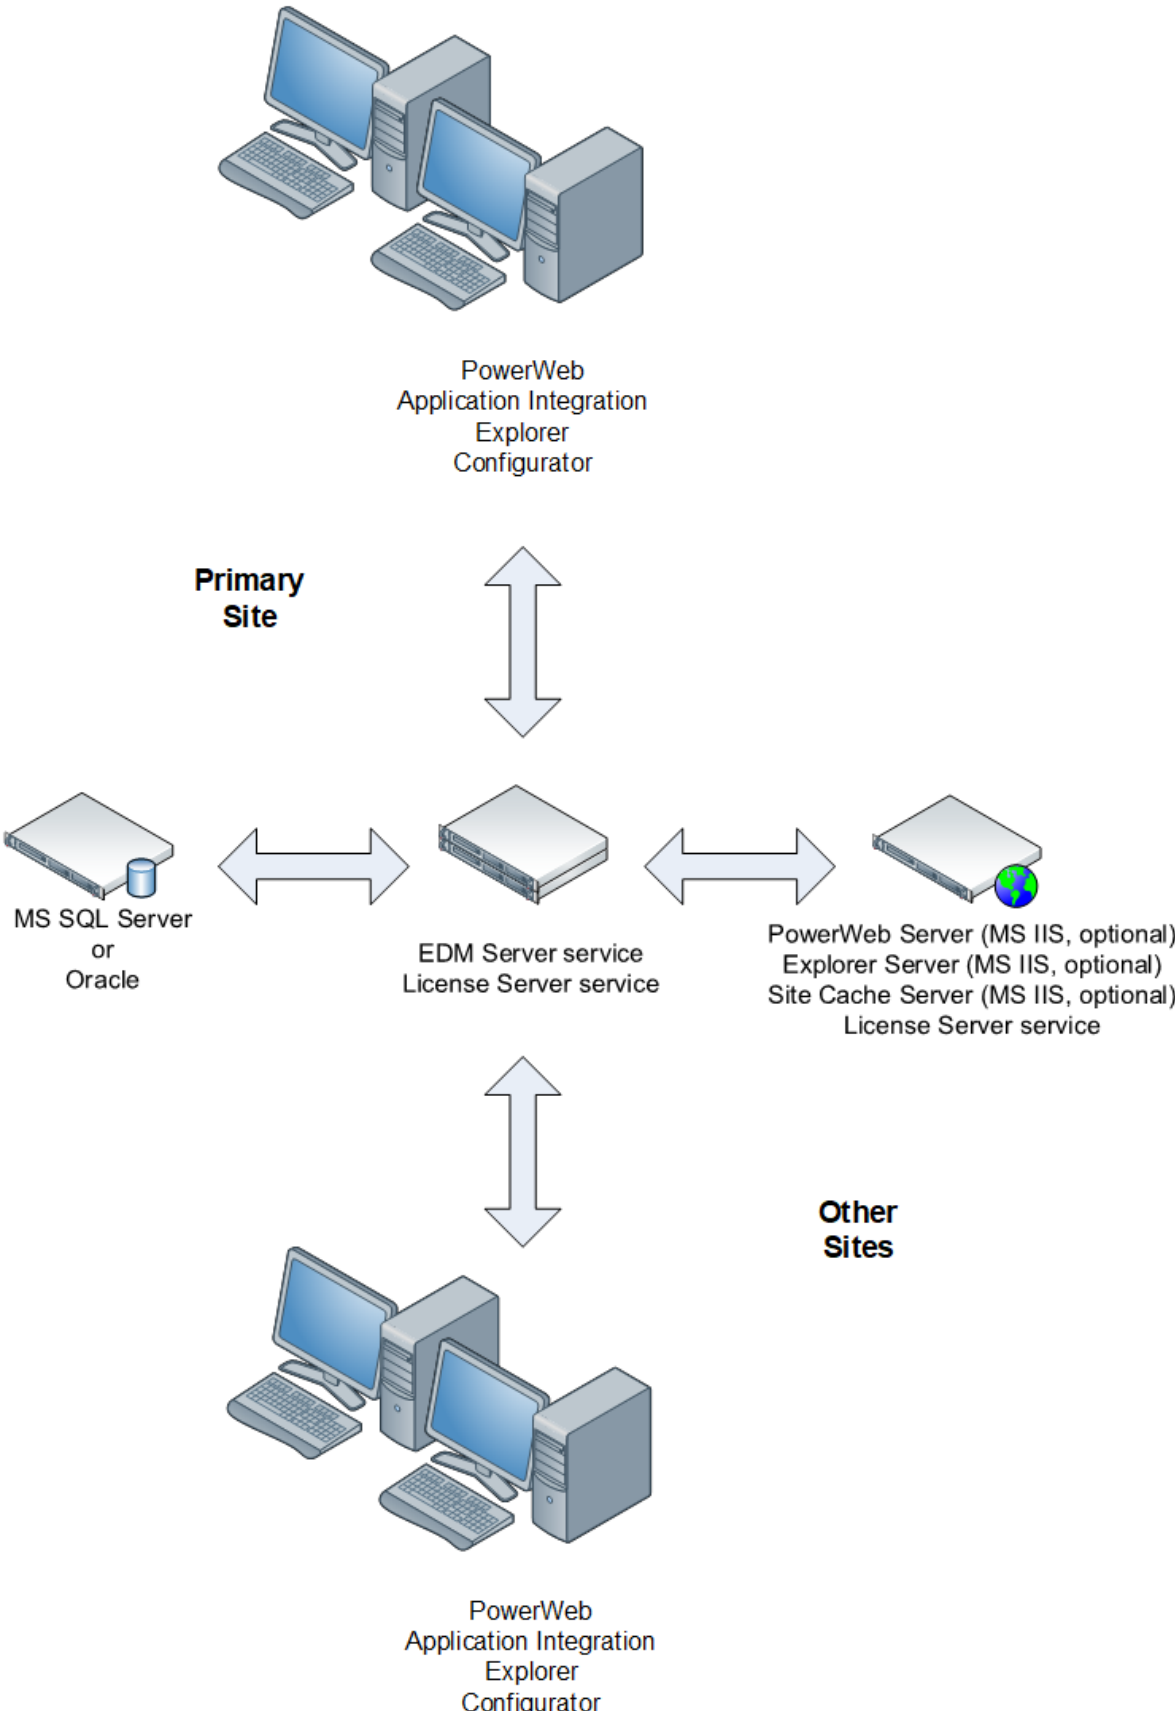 PowerWeb
Application Integration
Explorer
Configurator
Primary
Site
MS SQL Server
or
Oracle
EDM Server service
License Server service
PowerWeb Server (MS IIS, optional)
Explorer Server (MS IIS, optional)
Site Cache Server (MS IIS, optional)
License Server service
Other
Sites
PowerWeb
Application Integration
Explorer
Configurator